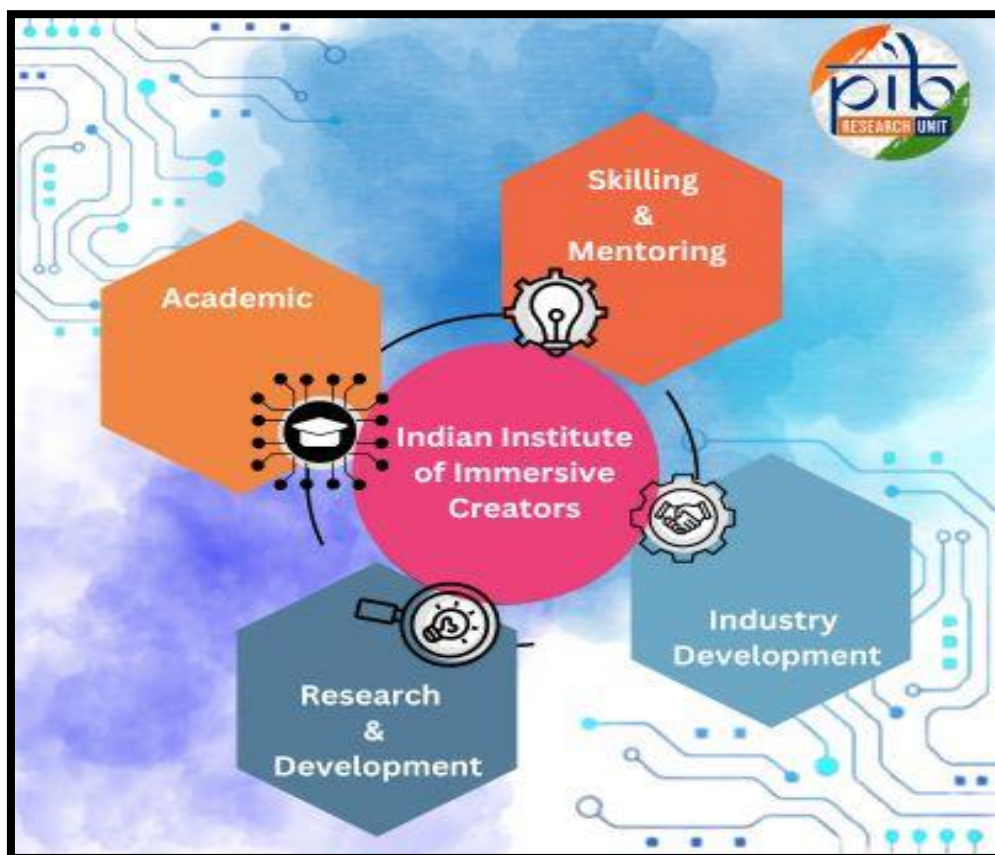 pib
RESEARCH UNIT
Skilling
&
Mentoring
Academic
Indian Institute
of Immersive
Creators
Industry
Development
Research
&
Development